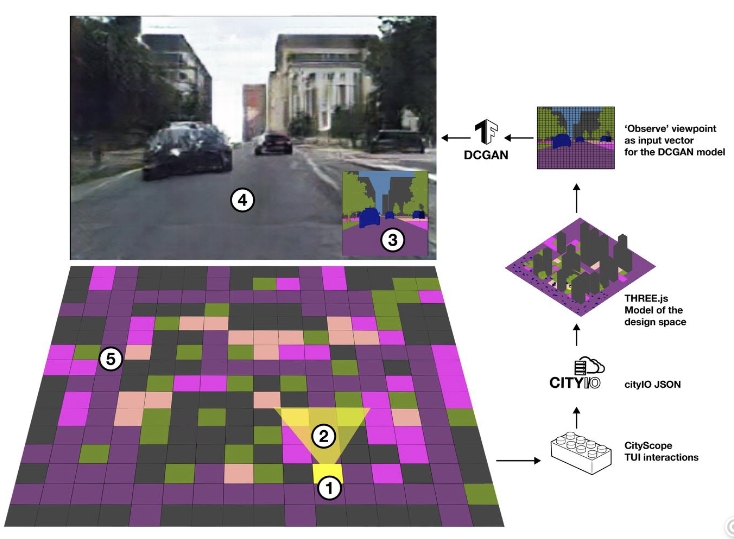 4
3
DCGAN
'Observe' viewpoint
as input vector
for the DCGAN model
THREE.js
Model of the
design space
5
CITYIO
cityIO JSON
2
CityScope
TUI interactions
1